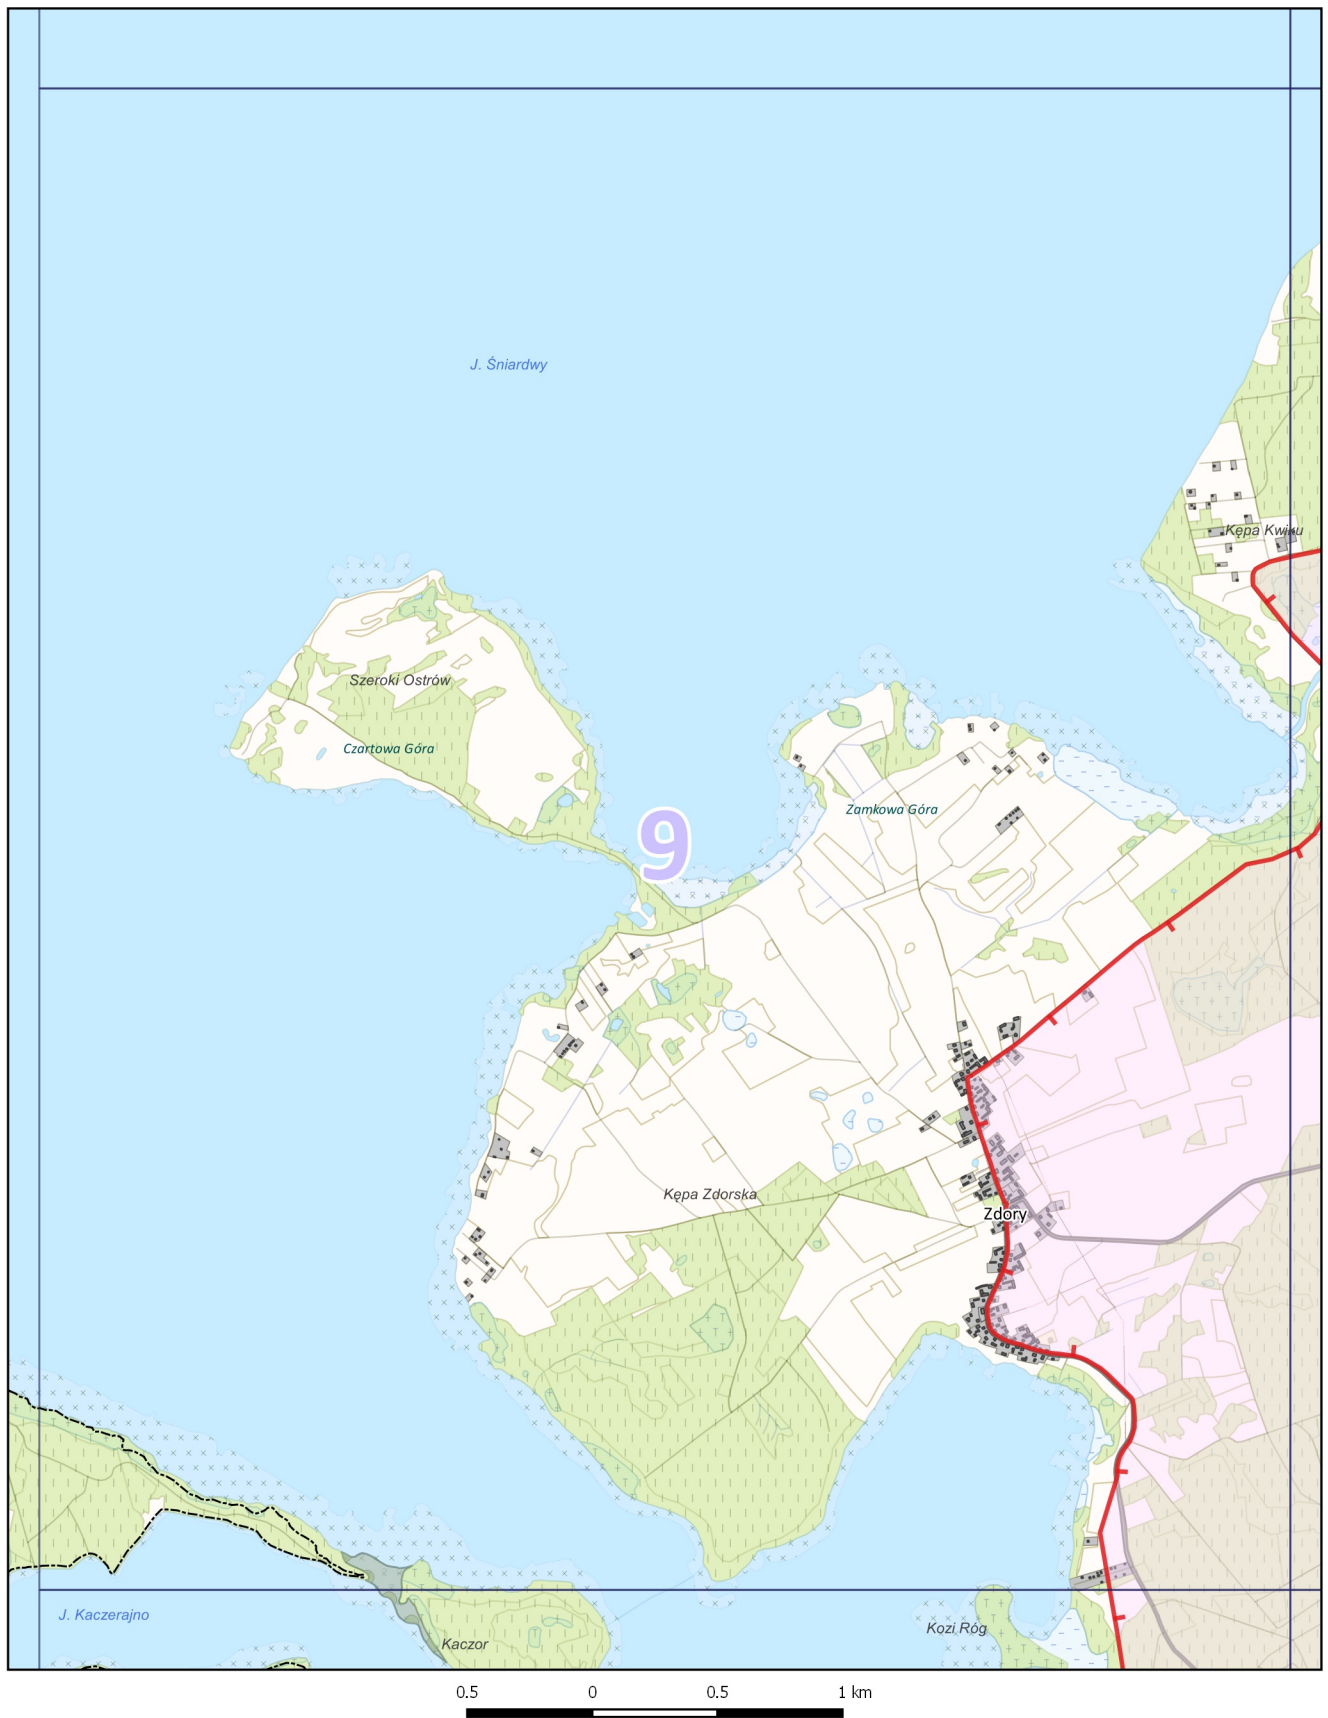 J. Śniardwy
Kępa Kwiku
Szeroki Ostrów
Czartowa Góra
Zamkowa Góra
9
Kępa Zdorska
Zdory
J. Kaczerajno
Kaczor
Kozi Róg
0.5 0 0.5 1 km